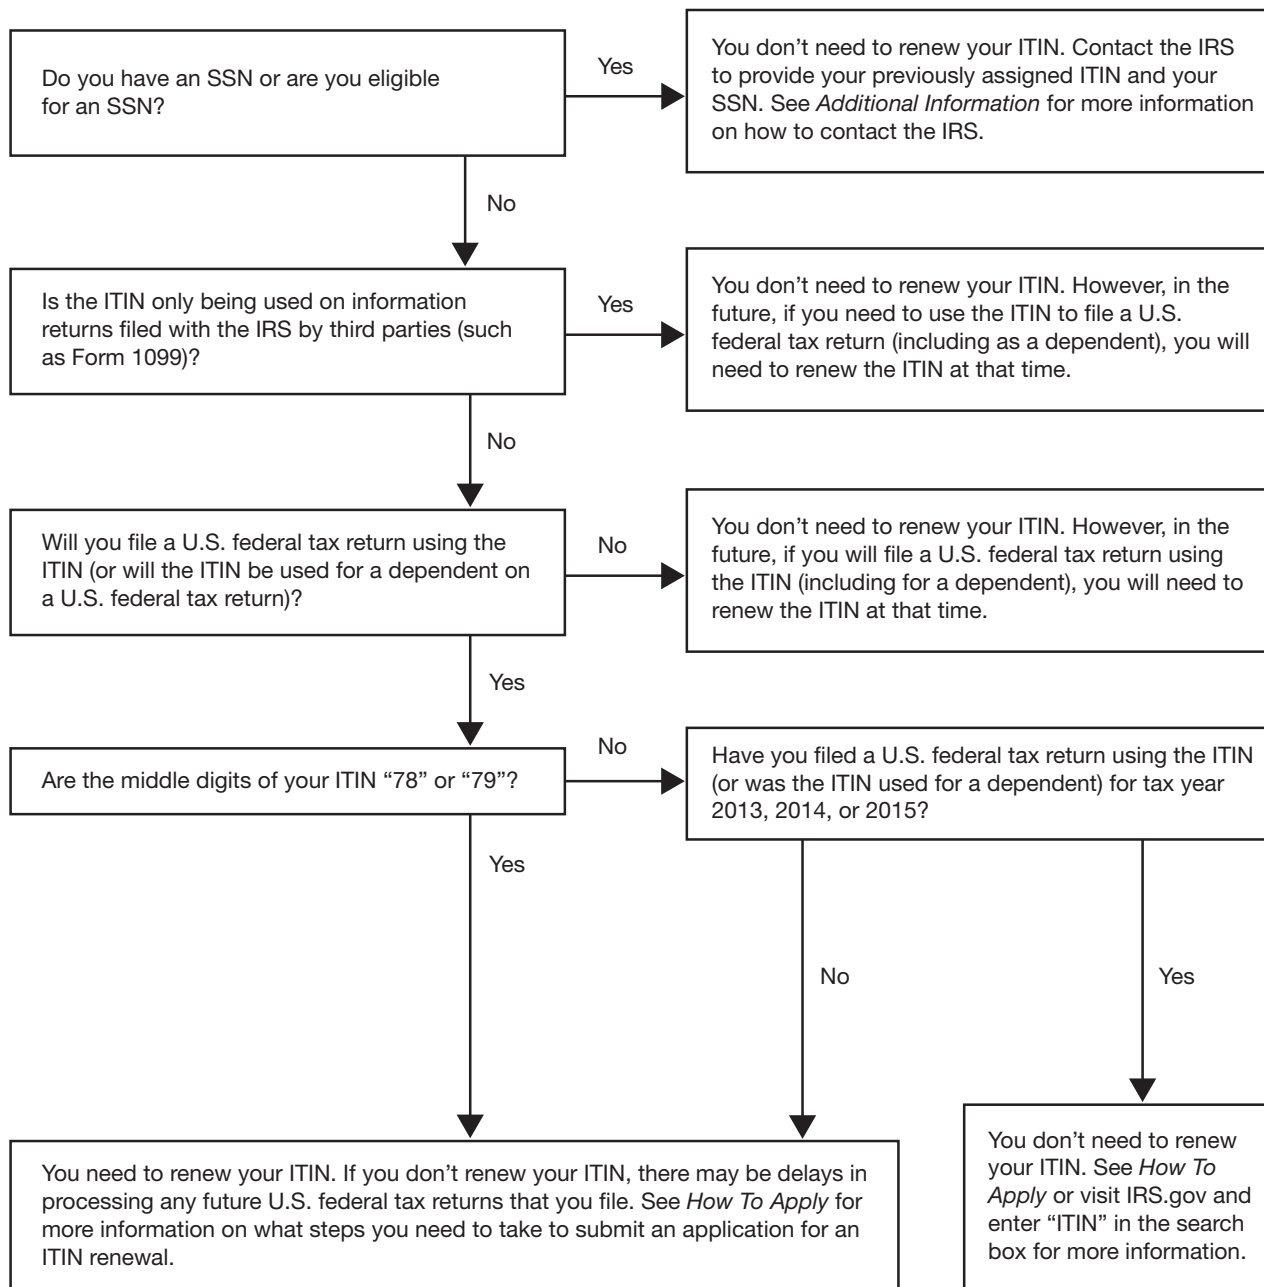 Do you have an SSN or are you eligible
for an SSN?
Yes
You don’t need to renew your ITIN. Contact the IRS
to provide your previously assigned ITIN and your
SSN. See Additional Information for more information
on how to contact the IRS.
No
Is the ITIN only being used on information
returns filed with the IRS by third parties (such
as Form 1099)?
Yes
You don’t need to renew your ITIN. However, in the
future, if you need to use the ITIN to file a U.S.
federal tax return (including as a dependent), you will
need to renew the ITIN at that time.
No
Will you file a U.S. federal tax return using the
ITIN (or will the ITIN be used for a dependent on
a U.S. federal tax return)?
No
You don’t need to renew your ITIN. However, in the
future, if you will file a U.S. federal tax return using
the ITIN (including for a dependent), you will need to
renew the ITIN at that time.
Yes
Are the middle digits of your ITIN “78” or “79”?
No
Have you filed a U.S. federal tax return using the ITIN
(or was the ITIN used for a dependent) for tax year
2013, 2014, or 2015?
Yes
No
Yes
You need to renew your ITIN. If you don’t renew your ITIN, there may be delays in
processing any future U.S. federal tax returns that you file. See How To Apply for
more information on what steps you need to take to submit an application for an
ITIN renewal.
You don’t need to renew
your ITIN. See How To
Apply or visit IRS.gov and
enter “ITIN” in the search
box for more information.